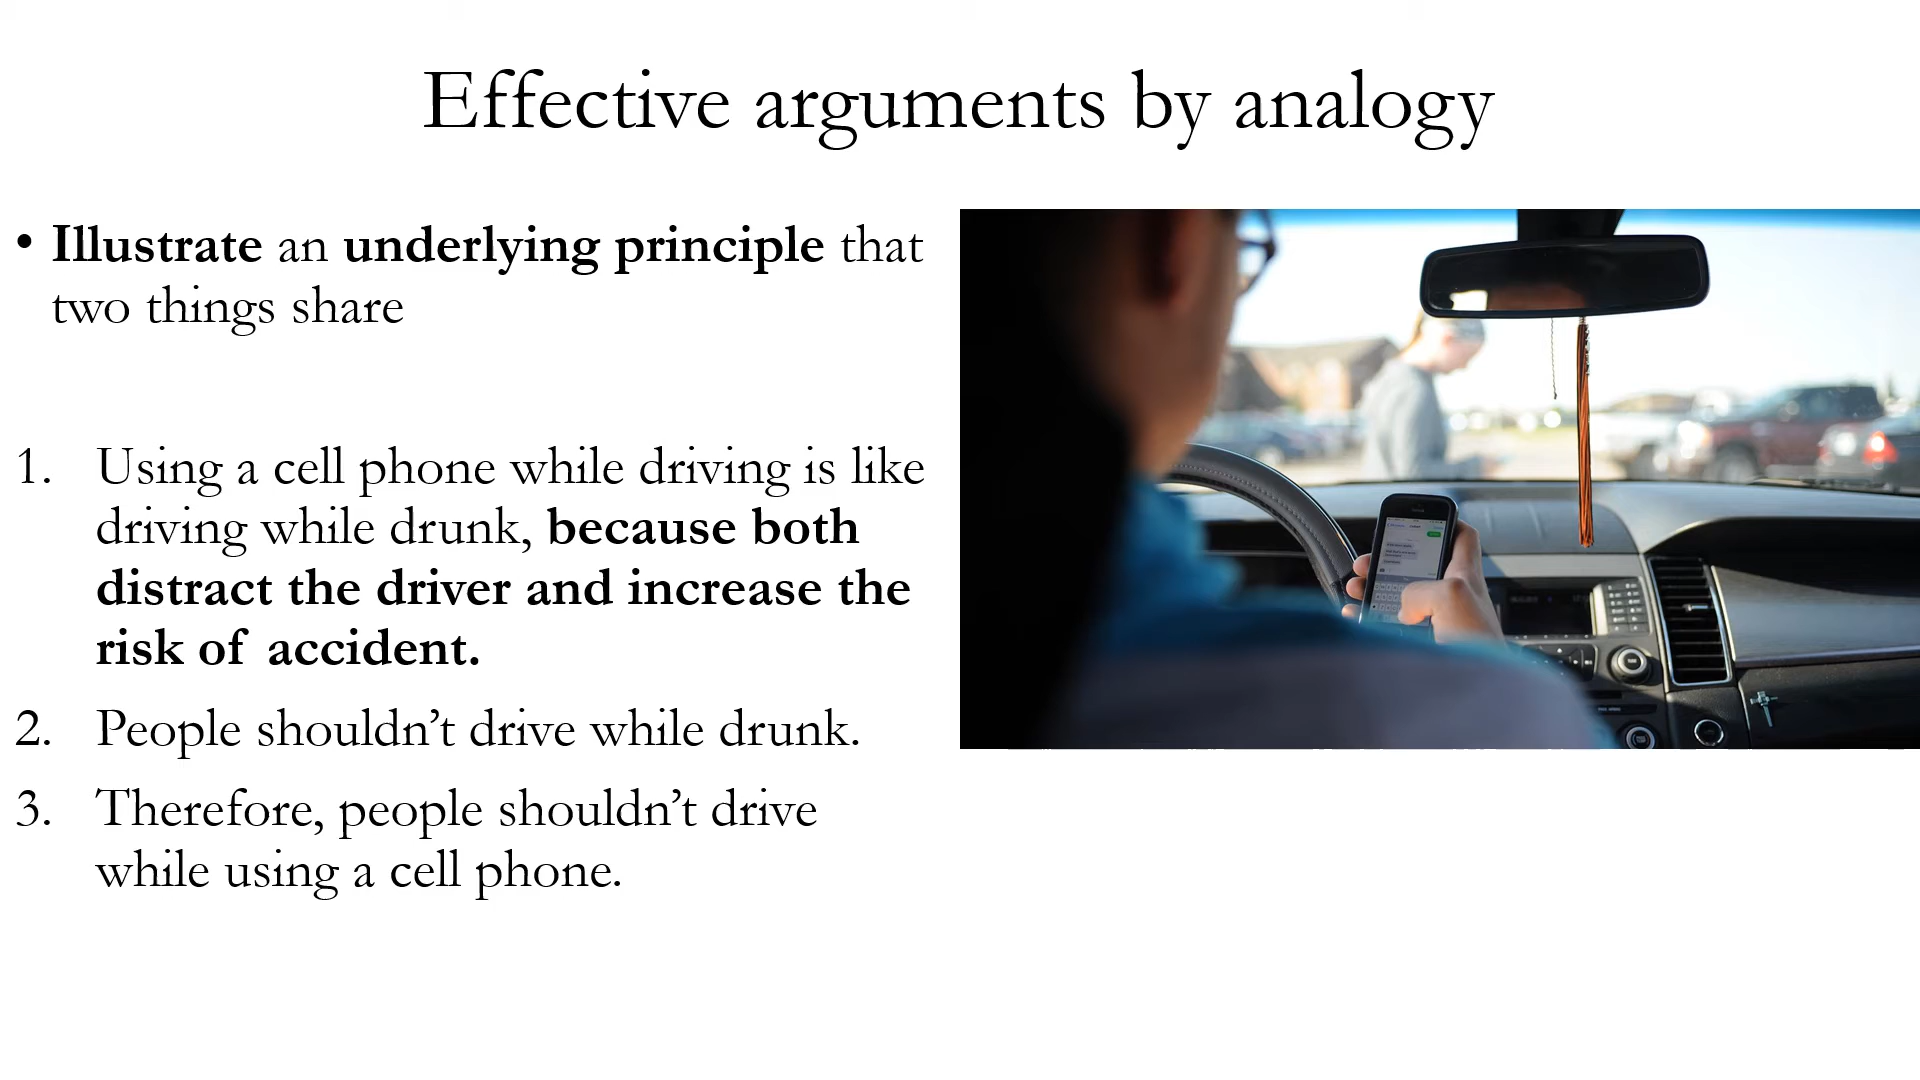 Effective arguments by analogy
• Illustrate an underlying principle that
two things share
1. Using a cell phone while driving is like
driving while drunk, because both
distract the driver and increase the
risk of accident.
2. People shouldn’t drive while drunk.
3. Therefore, people shouldn’t drive
while using a cell phone.